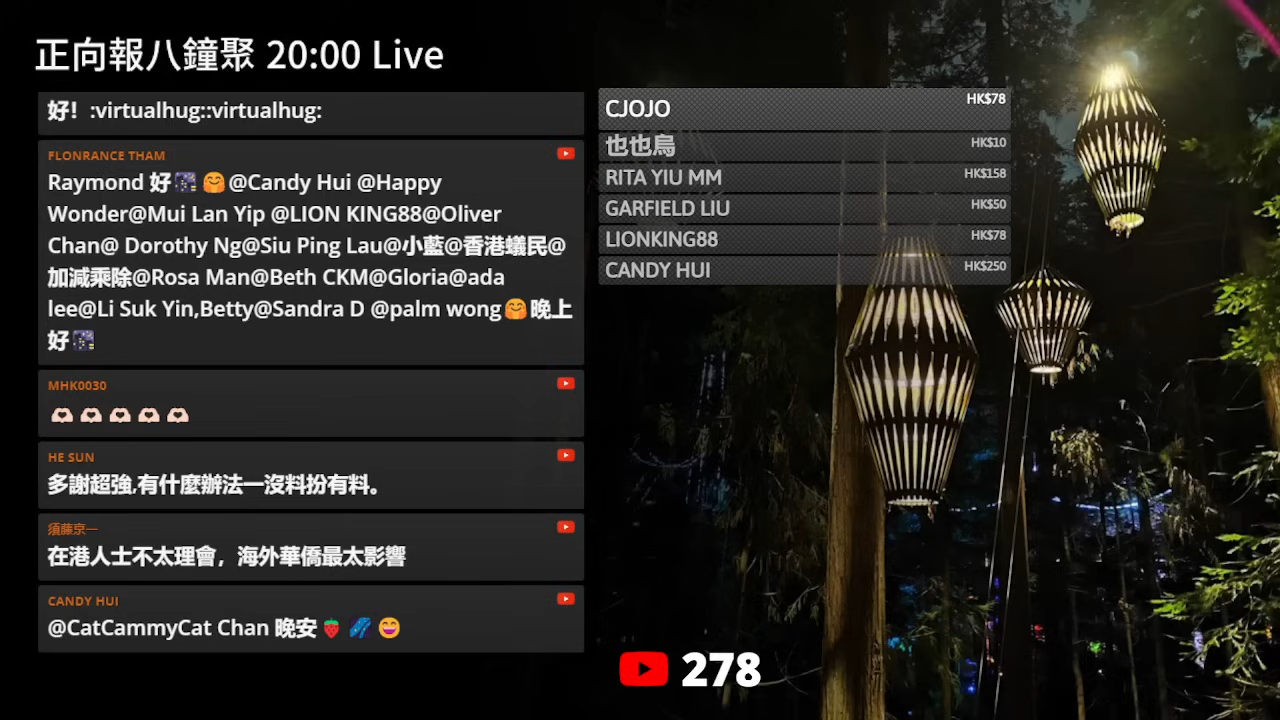 正向報八鐘聚 20:00 Live
好！:virtualhug::virtualhug:
FLONRANCE THAM
Raymond 好🎆🤗@Candy Hui @Happy
Wonder@Mui Lan Yip @LION KING88@Oliver
Chan@ Dorothy Ng@Siu Ping Lau@小藍@香港蟻民@
加減乘除@Rosa Man@Beth CKM@Gloria@ada
lee@Li Suk Yin,Betty@Sandra D @palm wong🤗晚上
好🎆
MHK0030
🫶🏻🫶🏻🫶🏻🫶🏻🫶🏻
HE SUN
多謝超強,有什麼辦法一沒料扮有料。
須藤京一
在港人士不太理會，海外華僑最太影響
CANDY HUI
@CatCammyCat Chan 晚安🍓🌌😄
CJOJO HK$78
也也烏 HK$10
RITA YIU MM HK$158
GARFIELD LIU HK$50
LIONKING88 HK$78
CANDY HUI HK$250
278